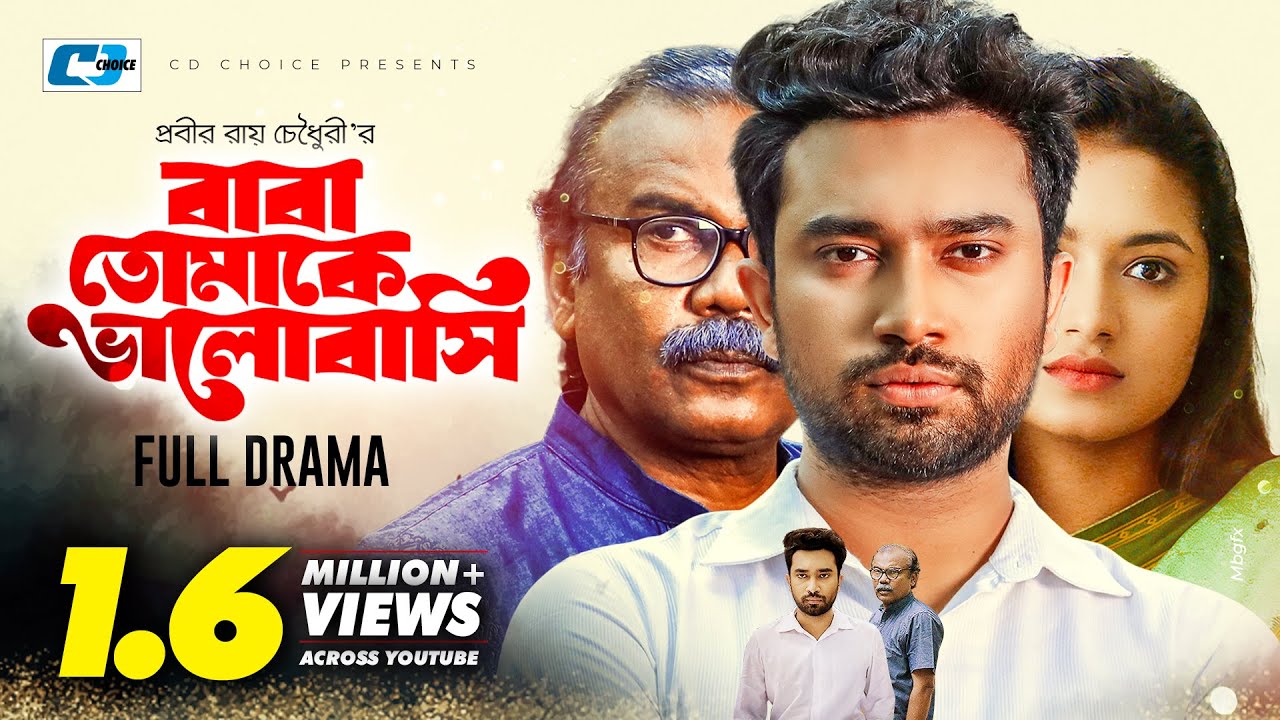 CD CHOICE
CD CHOICE PRESENTS
প্রবীর রায় চেধৈুরী'র
বাবা
তোমাকে
ভালোবাসি
FULL DRAMA
1.6
MILLION+
VIEWS
ACROSS YOUTUBE
Mbgfx